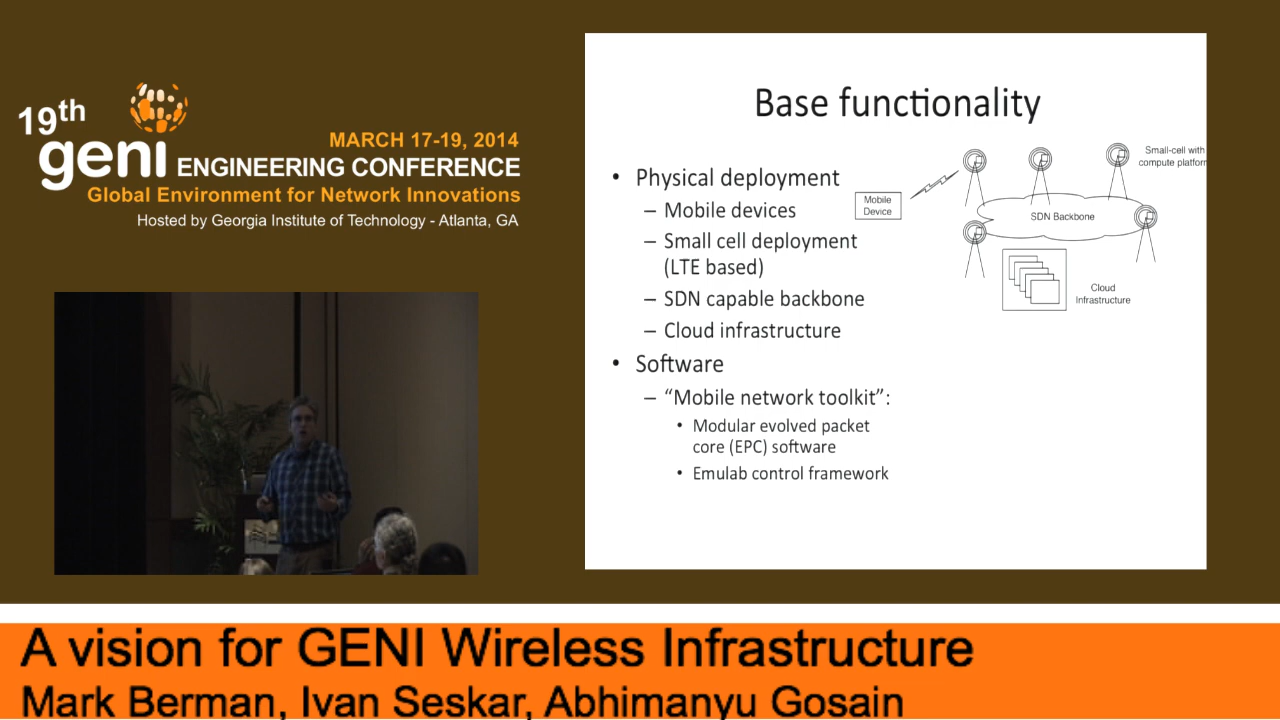 19th
geni ENGINEERING CONFERENCE
MARCH 17-19, 2014
Global Environment for Network Innovations
Hosted by Georgia Institute of Technology - Atlanta, GA
Base functionality
• Physical deployment
– Mobile devices
– Small cell deployment
(LTE based)
– SDN capable backbone
– Cloud infrastructure
• Software
– “Mobile network toolkit”:
• Modular evolved packet
core (EPC) software
• Emulab control framework
Small-cell with
compute platform
Mobile
Device
SDN Backbone
Cloud
Infrastructure
A vision for GENI Wireless Infrastructure
Mark Berman, Ivan Seskar, Abhimanyu Gosain